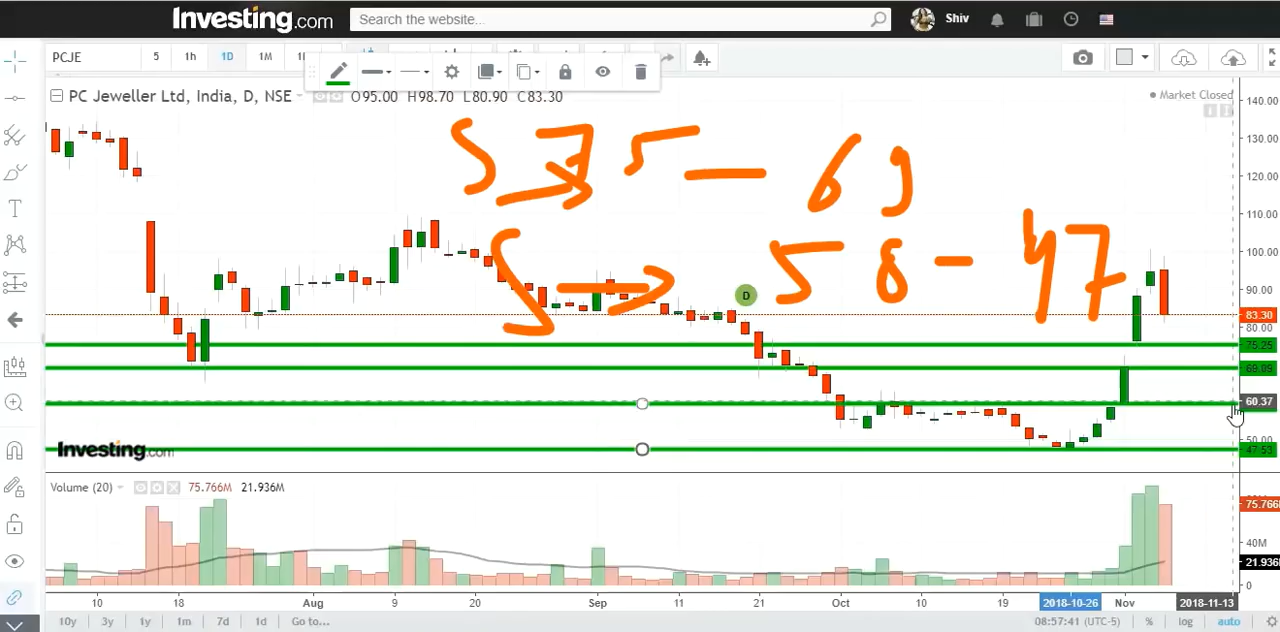 Investing.com
Search the website...
Shiv
PCJE 5 1h 1D 1M
PC Jeweller Ltd, India, D, NSE O95.00 H98.70 L80.90 C83.30
Market Closed
S → 75 — 69
S → 58 - 47
D
140.00
130.00
120.00
110.00
100.00
90.00
83.30
80.00
75.25
60.37
50.00
47.53
Investing.com
Volume (20) 75.766M 21.936M
75.766
40M
21.936
0
10 18 Aug 9 20 Sep 11 21 Oct 10 19 2018-10-26 Nov 2018-11-13
10y 3y 1y 1m 7d 1d Go to... 08:57:41 (UTC-5) % log auto